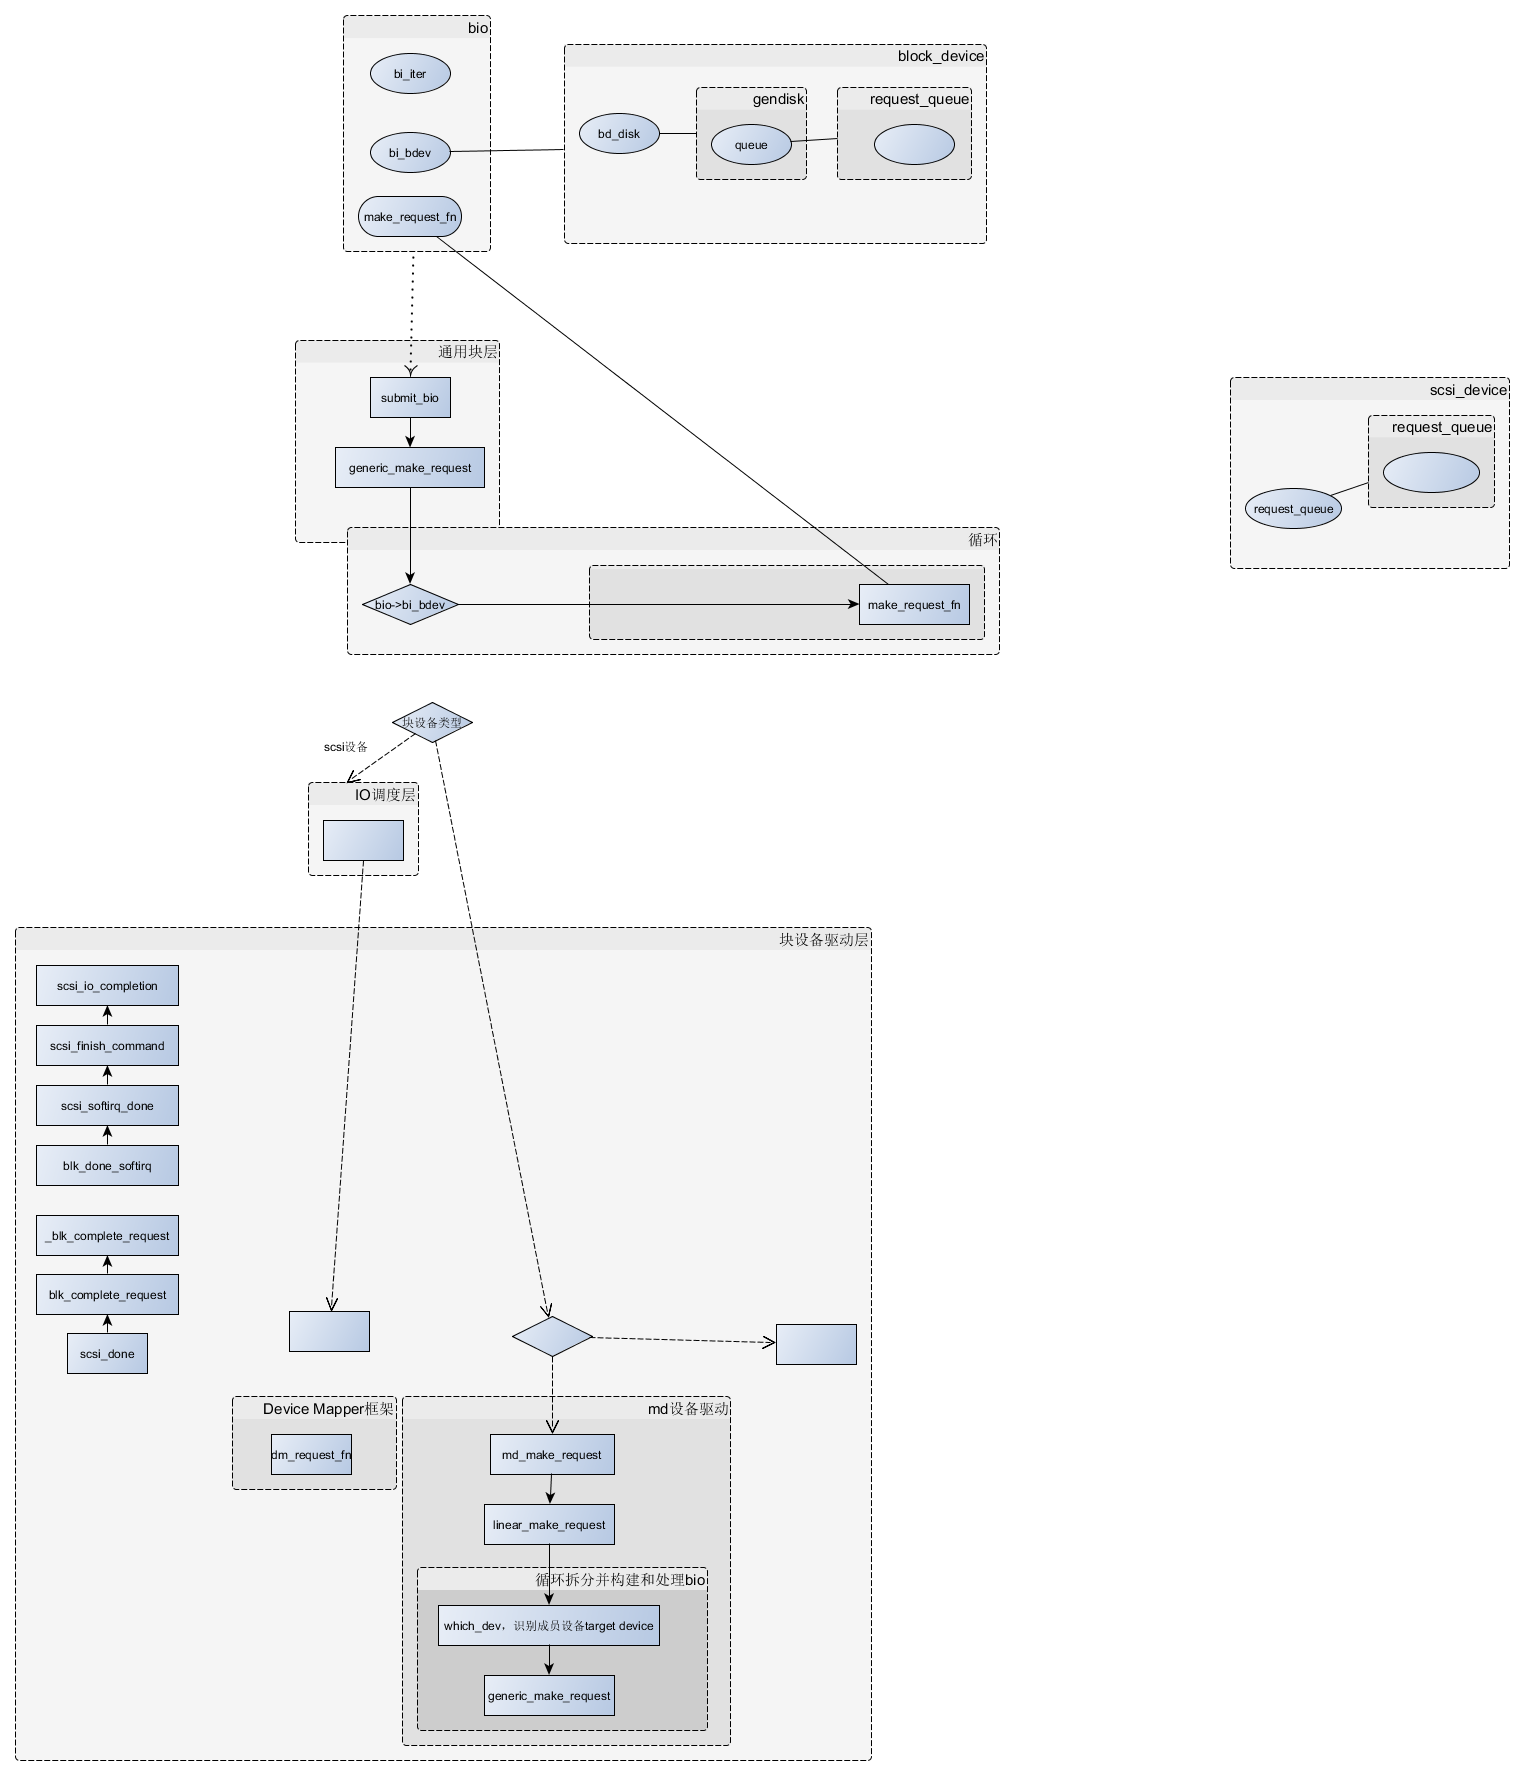 bio
bi_iter
bi_bdev
make_request_fn
block_device
bd_disk
gendisk
queue
request_queue
通用块层
submit_bio
generic_make_request
scsi_device
request_queue
request_queue
循环
bio->bi_bdev
make_request_fn
块设备类型
scsi设备
IO调度层
块设备驱动层
scsi_io_completion
scsi_finish_command
scsi_softirq_done
blk_done_softirq
_blk_complete_request
blk_complete_request
scsi_done
Device Mapper框架
dm_request_fn
md设备驱动
md_make_request
linear_make_request
循环拆分并构建和处理bio
which_dev，识别成员设备target device
generic_make_request